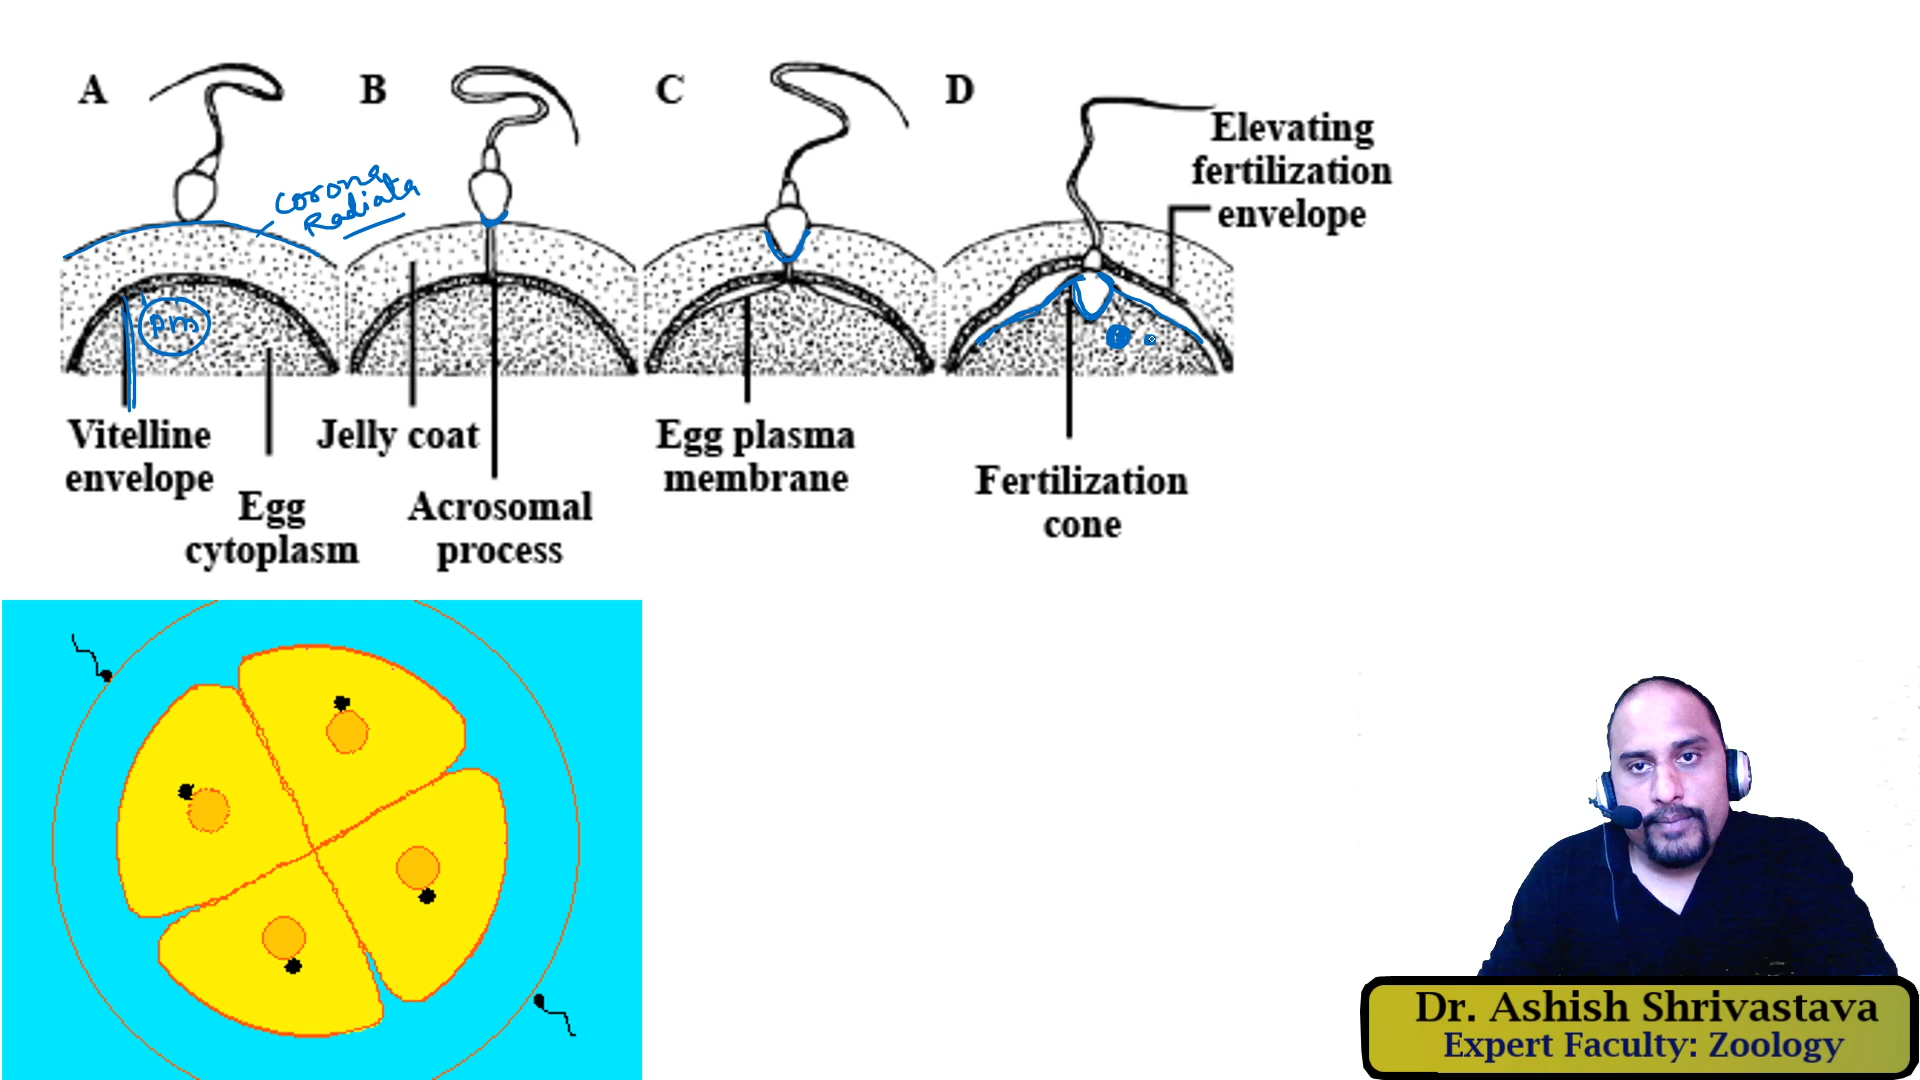 A
B
C
D
Elevating
fertilization
envelope
Corona
Radiata
P.m
Vitelline
envelope
Egg
cytoplasm
Jelly coat
Acrosomal
process
Egg plasma
membrane
Fertilization
cone
Dr. Ashish Shrivastava
Expert Faculty: Zoology